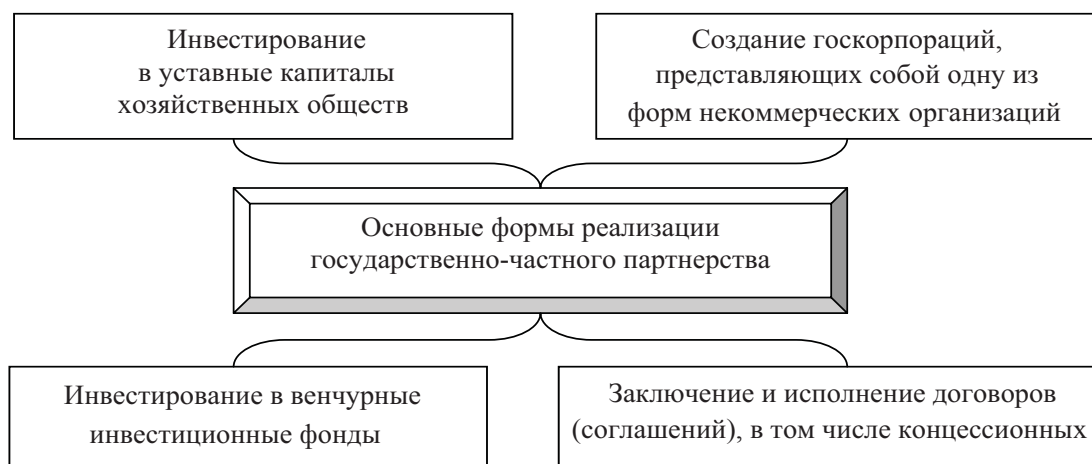 Инвестирование
в уставные капиталы
хозяйственных обществ
Создание госкорпораций,
представляющих собой одну из
форм некоммерческих организаций
Основные формы реализации
государственно-частного партнерства
Инвестирование в венчурные
инвестиционные фонды
Заключение и исполнение договоров
(соглашений), в том числе концессионных